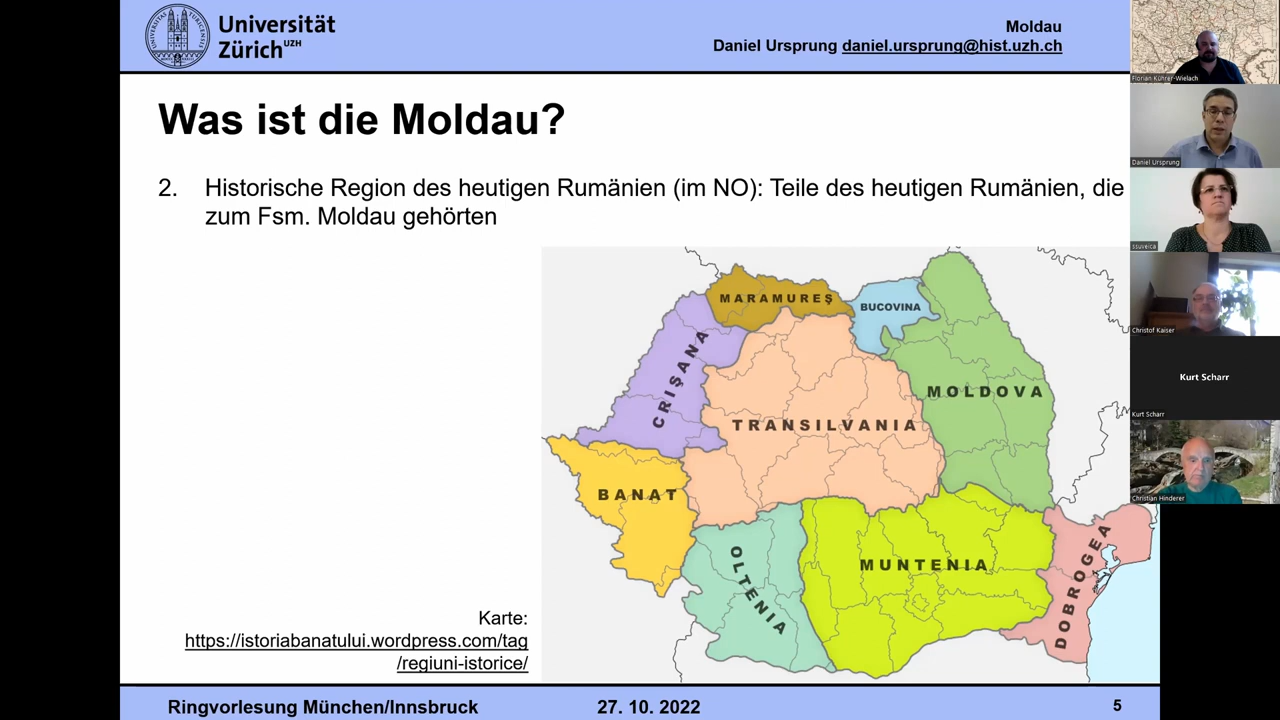 Universität
Zürich UZH
Moldau
Daniel Ursprung daniel.ursprung@hist.uzh.ch
Was ist die Moldau?
2. Historische Region des heutigen Rumänien (im NO): Teile des heutigen Rumänien, die
zum Fsm. Moldau gehörten
MARAMUREȘ
BUCOVINA
CRIȘANA
MOLDOVA
TRANSILVANIA
BANAT
OLTENIA
MUNTENIA
DOBROGEA
Karte:
https://istoriabanatului.wordpress.com/tag
/regiuni-istorice/
Ringvorlesung München/Innsbruck
27. 10. 2022
5
Florian Kührer-Wielach
Daniel Ursprung
ssuveica
Christof Kaiser
Kurt Scharr
Kurt Scharr
Christian Hinderer